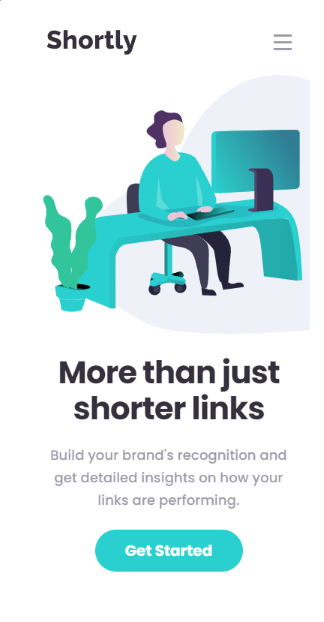 Shortly
More than just
shorter links
Build your brand's recognition and
get detailed insights on how your
links are performing.
Get Started